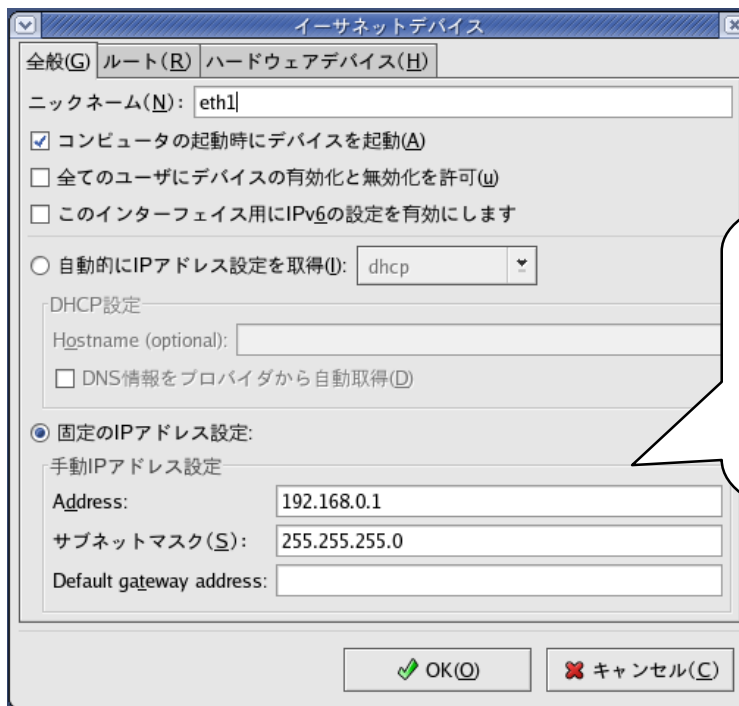 イーサネットデバイス
全般(G) ルート(R) ハードウェアデバイス(H)
ニックネーム(N): eth1
コンピュータの起動時にデバイスを起動(A)
全てのユーザにデバイスの有効化と無効化を許可(u)
このインターフェイス用にIPv6の設定を有効にします
自動的にIPアドレス設定を取得(I): dhcp
DHCP設定
Hostname (optional):
DNS情報をプロバイダから自動取得(D)
固定のIPアドレス設定:
手動IPアドレス設定
Address: 192.168.0.1
サブネットマスク(S): 255.255.255.0
Default gateway address:
OK(O) キャンセル(C)